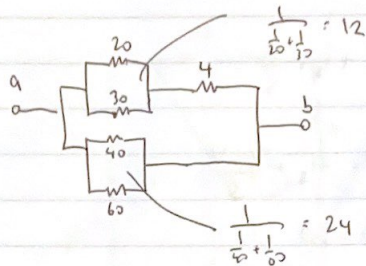 20
1 / (1/20 + 1/30) = 12
4
a
30
b
40
60
1 / (1/40 + 1/60) = 24